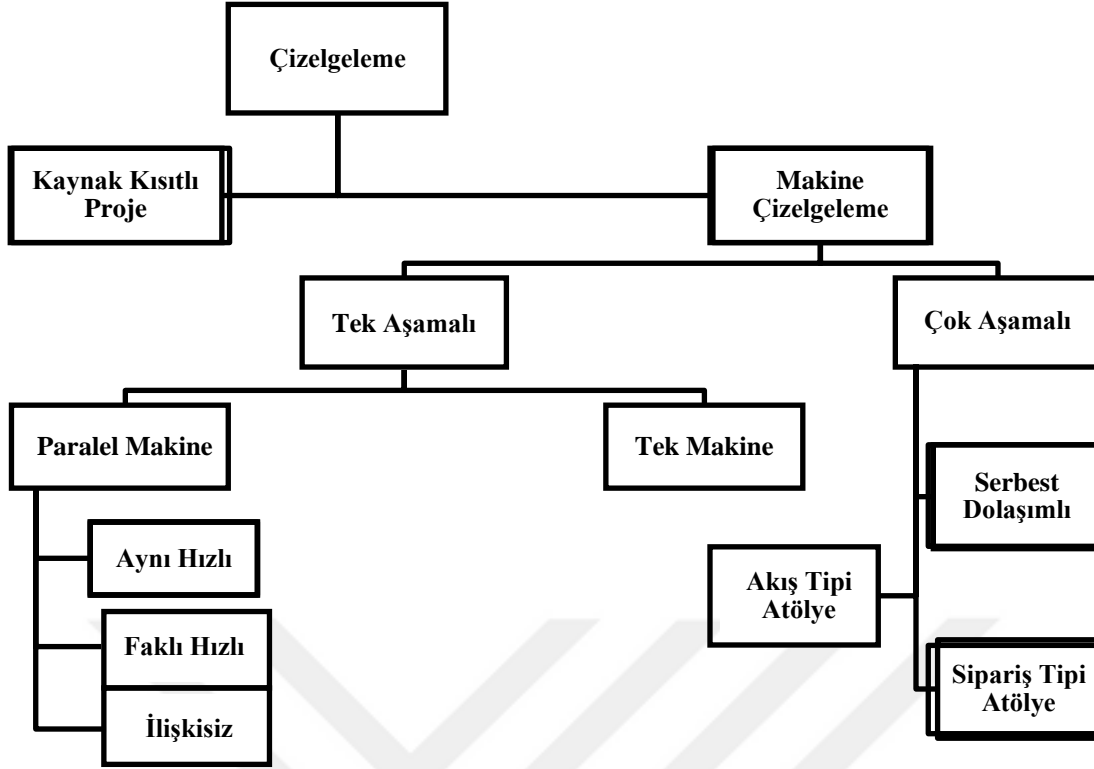 Çizelgeleme
Kaynak Kısıtlı
Proje
Makine
Çizelgeleme
Tek Aşamalı
Çok Aşamalı
Paralel Makine
Tek Makine
Serbest
Dolaşımlı
Aynı Hızlı
Akış Tipi
Atölye
Faklı Hızlı
Sipariş Tipi
Atölye
İlişkisiz